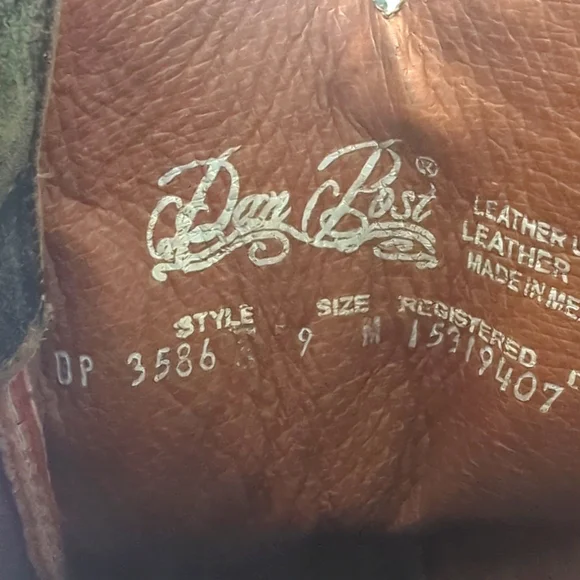 Dan Post ®
LEATHER
LEATHER
MADE IN ME
STYLE SIZE REGISTERED
DP 3586 9 M 15319407